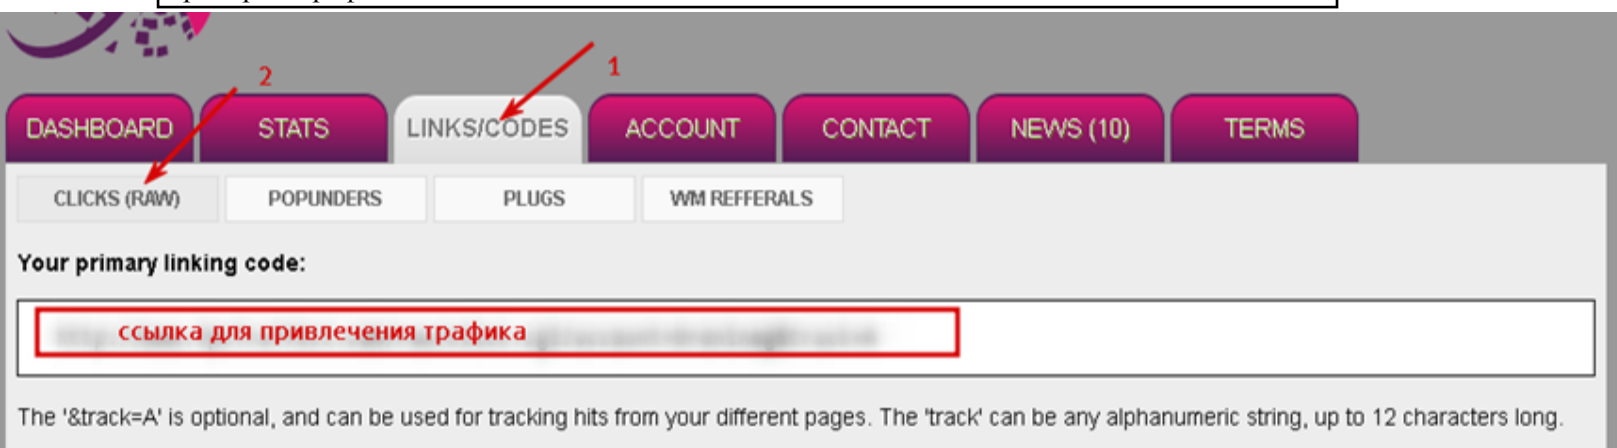 2
1
DASHBOARD STATS LINKS/CODES ACCOUNT CONTACT NEWS (10) TERMS
CLICKS (RAW) POPUNDERS PLUGS WM REFFERALS
Your primary linking code:
ссылка для привлечения трафика
The '&track=A' is optional, and can be used for tracking hits from your different pages. The 'track' can be any alphanumeric string, up to 12 characters long.